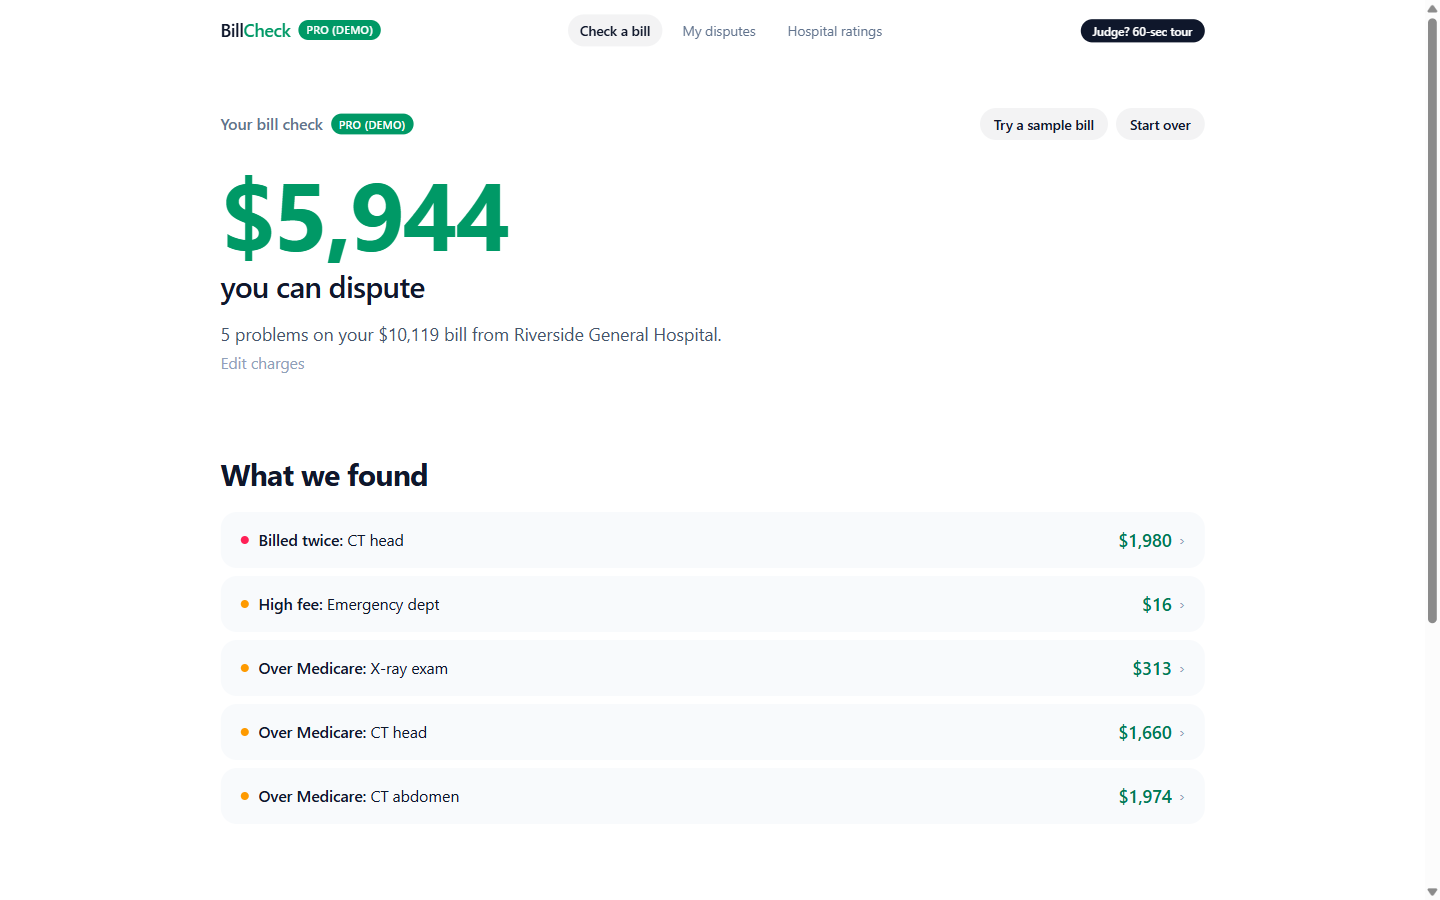 BillCheck PRO (DEMO) Check a bill My disputes Hospital ratings Judge? 60-sec tour
Your bill check PRO (DEMO) Try a sample bill Start over
$5,944
you can dispute
5 problems on your $10,119 bill from Riverside General Hospital.
Edit charges
What we found
Billed twice: CT head $1,980 ›
High fee: Emergency dept $16 ›
Over Medicare: X-ray exam $313 ›
Over Medicare: CT head $1,660 ›
Over Medicare: CT abdomen $1,974 ›